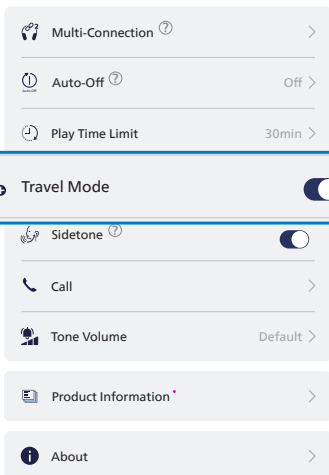 Multi-Connection ?
Auto-Off ? Off
Play Time Limit 30min
Travel Mode
Sidetone ?
Call
Tone Volume Default
Product Information
About